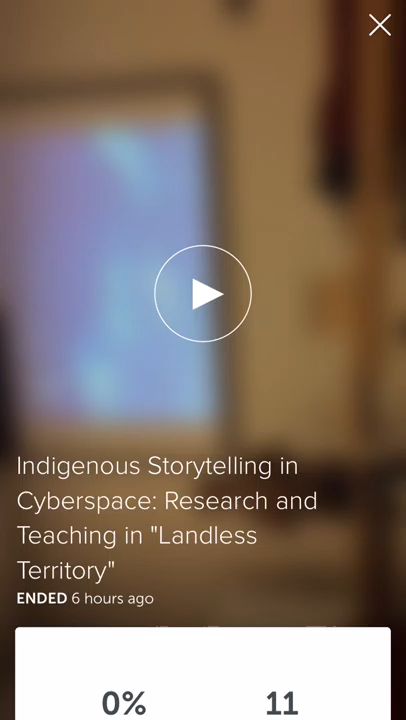 Indigenous Storytelling in
Cyberspace: Research and
Teaching in "Landless
Territory"
ENDED 6 hours ago
0% 11